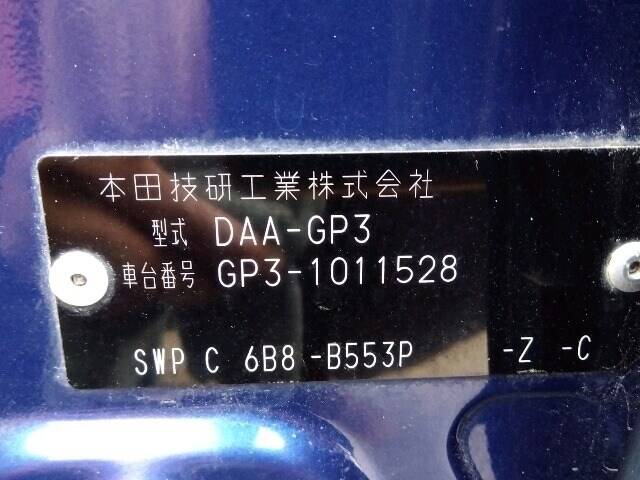 本田技研工業株式会社
型式 DAA-GP3
車台番号 GP3-1011528
SWP C 6B8 -B553P -Z -C